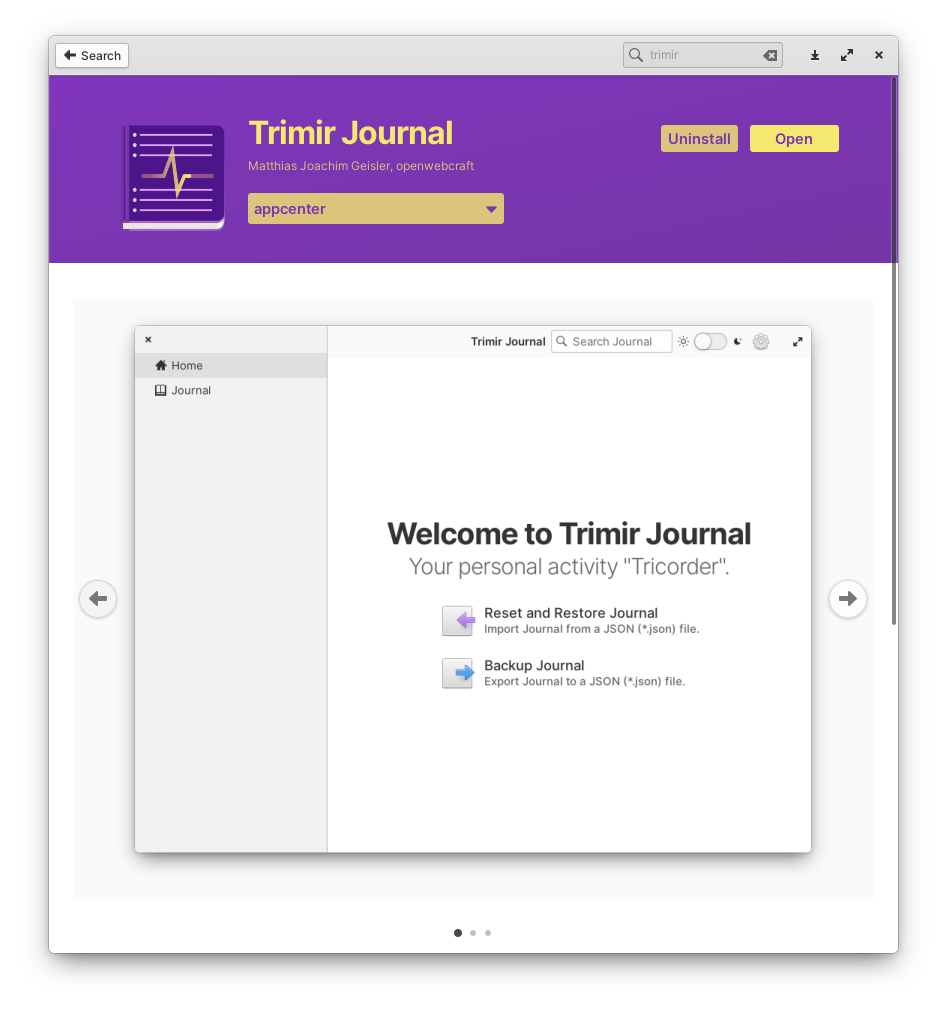 Search
trimir
Trimir Journal
Matthias Joachim Geisler, openwebcraft
Uninstall
Open
appcenter
Trimir Journal
Search Journal
Home
Journal
Welcome to Trimir Journal
Your personal activity "Tricorder".
Reset and Restore Journal
Import Journal from a JSON (*.json) file.
Backup Journal
Export Journal to a JSON (*.json) file.